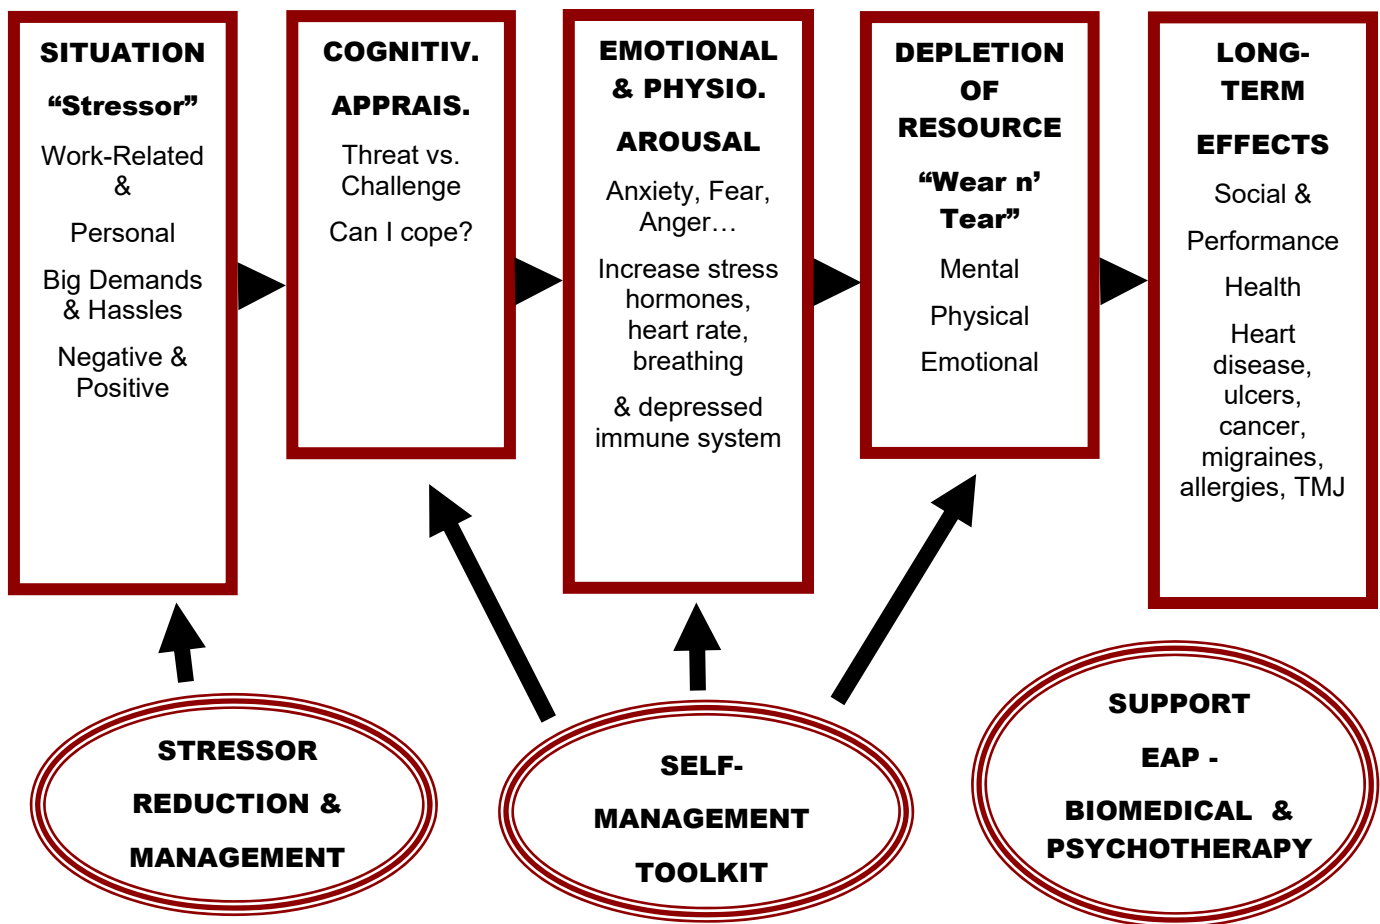 SITUATION
“Stressor”
Work-Related
&
Personal
Big Demands
& Hassles
Negative &
Positive
COGNITIV.
APPRAIS.
Threat vs.
Challenge
Can I cope?
EMOTIONAL
& PHYSIO.
AROUSAL
Anxiety, Fear,
Anger…
Increase stress
hormones,
heart rate,
breathing
& depressed
immune system
DEPLETION
OF
RESOURCE
“Wear n’
Tear”
Mental
Physical
Emotional
LONG-
TERM
EFFECTS
Social &
Performance
Health
Heart
disease,
ulcers,
cancer,
migraines,
allergies, TMJ
STRESSOR
REDUCTION &
MANAGEMENT
SELF-
MANAGEMENT
TOOLKIT
SUPPORT
EAP -
BIOMEDICAL &
PSYCHOTHERAPY